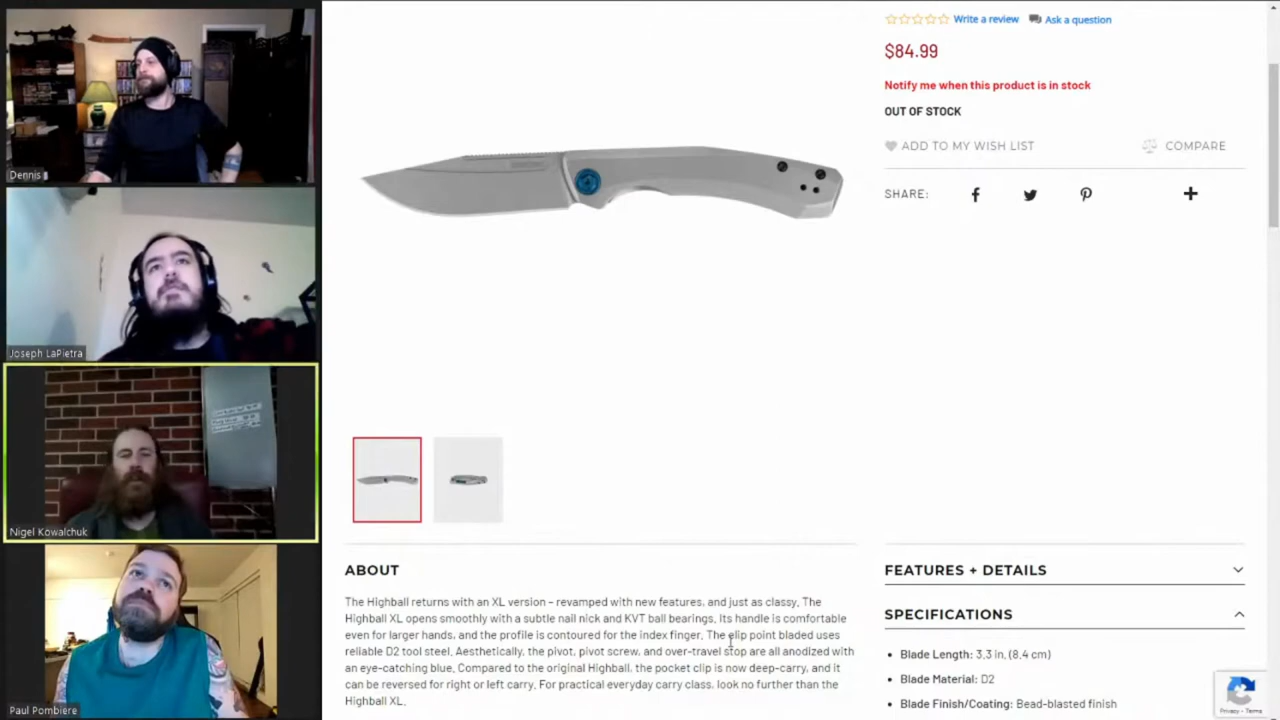 Write a review
Ask a question
$84.99
Notify me when this product is in stock
OUT OF STOCK
ADD TO MY WISH LIST
COMPARE
SHARE:
Dennis
Joseph LaPietra
Nigel Kowalchuk
Paul Pombiere
ABOUT
The Highball returns with an XL version – revamped with new features, and just as classy. The
Highball XL opens smoothly with a subtle nail nick and KVT ball bearings. Its handle is comfortable
even for larger hands, and the profile is contoured for the index finger. The clip point bladed uses
reliable D2 tool steel. Aesthetically, the pivot, pivot screw, and over-travel stop are all anodized with
an eye-catching blue. Compared to the original Highball, the pocket clip is now deep-carry, and it
can be reversed for right or left carry. For practical everyday carry class, look no further than the
Highball XL.
FEATURES + DETAILS
SPECIFICATIONS
Blade Length: 3.3 in. (8.4 cm)
Blade Material: D2
Blade Finish/Coating: Bead-blasted finish
Privacy - Terms